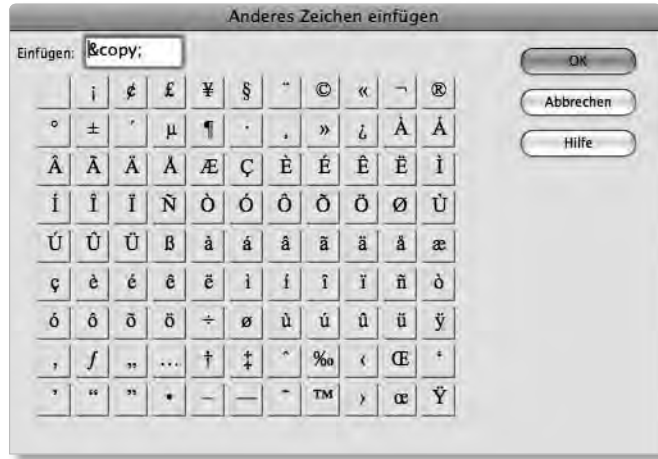 Anderes Zeichen einfügen
Einfügen: &copy;
OK
Abbrechen
Hilfe
¡ ¢ £ ¥ § ¨ © « ¬ ®
° ± ´ µ ¶ · ¸ » ¿ À Á
Â Ã Ä Å Æ Ç È É Ê Ë Ì
Í Î Ï Ñ Ò Ó Ô Õ Ö Ø Ù
Ú Û Ü ß à á â ã ä å æ
ç è é ê ë ì í î ï ñ ò
ó ô õ ö ÷ ø ù ú û ü ÿ
‚ ƒ „ … † ‡ ˆ ‰ ‹ Œ ‘
’ “ ” • – — ˜ ™ › œ Ÿ